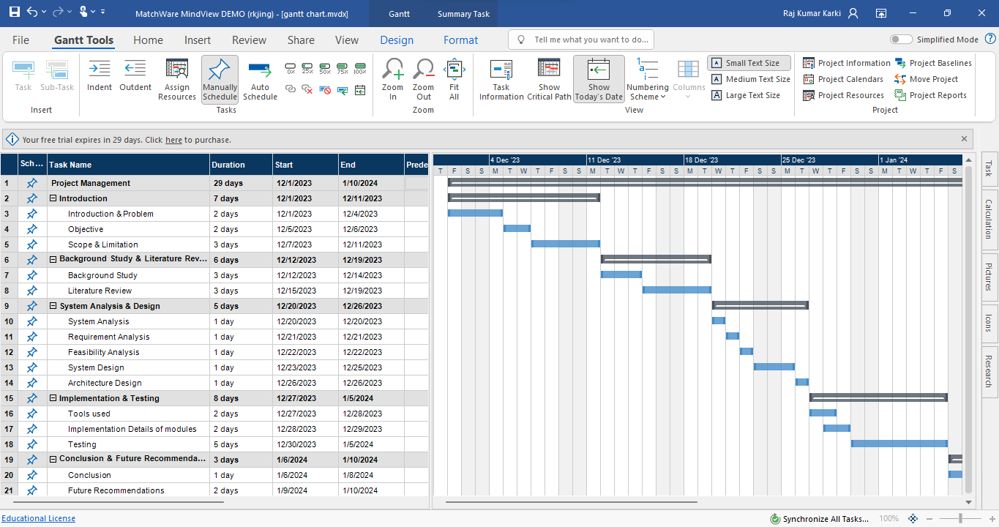 MatchWare MindView DEMO (rkjing) - [gantt chart.mvdx]
Gantt
Summary Task
Raj Kumar Karki
File
Gantt Tools
Home
Insert
Review
Share
View
Design
Format
Tell me what you want to do...
Simplified Mode
Task
Sub-Task
Insert
Indent
Outdent
Assign Resources
Manually Schedule
Auto Schedule
0%
25%
50%
75%
100%
Tasks
Zoom In
Zoom Out
Fit All
Zoom
Task Information
Show Critical Path
Show Today's Date
Numbering Scheme
Columns
Small Text Size
Medium Text Size
Large Text Size
View
Project Information
Project Calendars
Project Resources
Project Baselines
Move Project
Project Reports
Project
Your free trial expires in 29 days. Click here to purchase.
Sch... Task Name Duration Start End Prede
4 Dec '23 11 Dec '23 18 Dec '23 25 Dec '23 1 Jan '24
T F S S M T W T F S S M T W T F S S M T W T F S S M T W T F S S M T W T F S
1 Project Management 29 days 12/1/2023 1/10/2024
2 Introduction 7 days 12/1/2023 12/11/2023
3 Introduction & Problem 2 days 12/1/2023 12/4/2023
4 Objective 2 days 12/5/2023 12/6/2023
5 Scope & Limitation 3 days 12/7/2023 12/11/2023
6 Background Study & Literature Rev... 6 days 12/12/2023 12/19/2023
7 Background Study 3 days 12/12/2023 12/14/2023
8 Literature Review 3 days 12/15/2023 12/19/2023
9 System Analysis & Design 5 days 12/20/2023 12/26/2023
10 System Analysis 1 day 12/20/2023 12/20/2023
11 Requirement Analysis 1 day 12/21/2023 12/21/2023
12 Feasibility Analysis 1 day 12/22/2023 12/22/2023
13 System Design 1 day 12/23/2023 12/25/2023
14 Architecture Design 1 day 12/26/2023 12/26/2023
15 Implementation & Testing 8 days 12/27/2023 1/5/2024
16 Tools used 2 days 12/27/2023 12/28/2023
17 Implementation Details of modules 2 days 12/28/2023 12/29/2023
18 Testing 5 days 12/30/2023 1/5/2024
19 Conclusion & Future Recommenda... 3 days 1/6/2024 1/10/2024
20 Conclusion 1 day 1/6/2024 1/8/2024
21 Future Recommendations 2 days 1/9/2024 1/10/2024
Task
Calculation
Pictures
Icons
Research
Educational License
Synchronize All Tasks...
100%